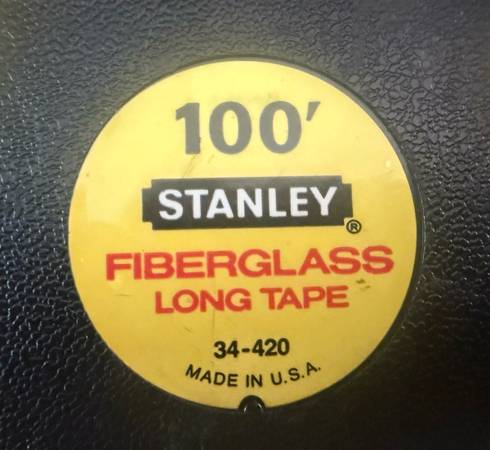 100'
STANLEY®
FIBERGLASS
LONG TAPE
34-420
MADE IN U.S.A.